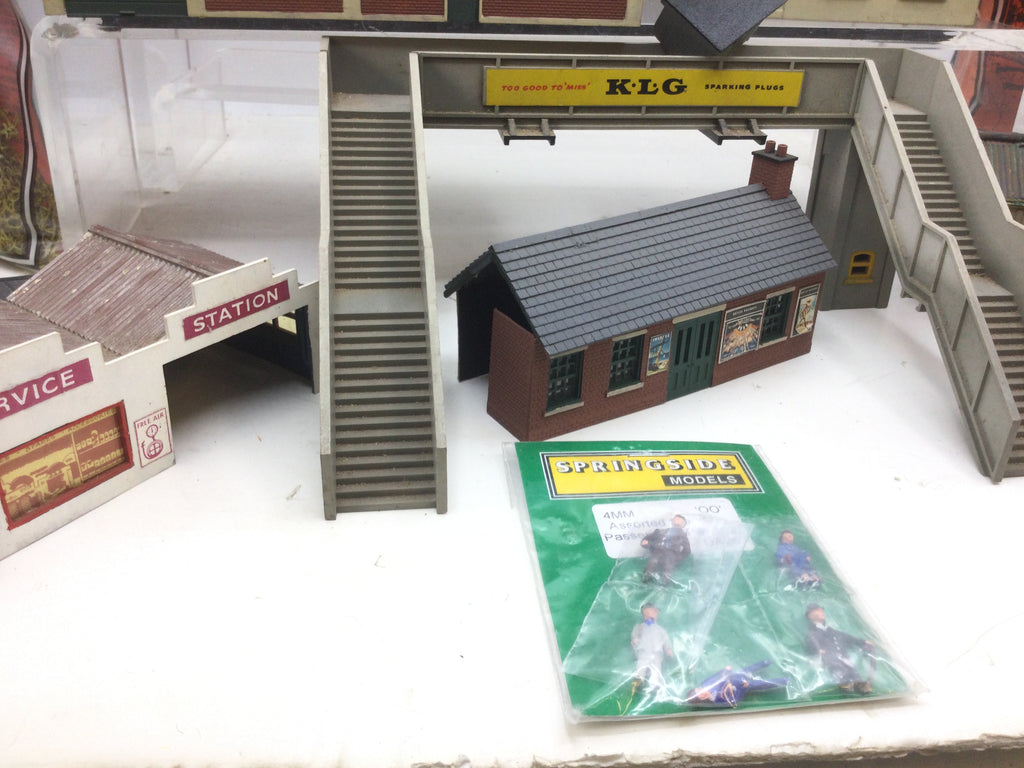 TOO GOOD TO 'MISS' K·L·G SPARKING PLUGS
STATION
RVICE
FREE AIR
SPRINGSIDE
MODELS
4MM 'OO'
Assorted